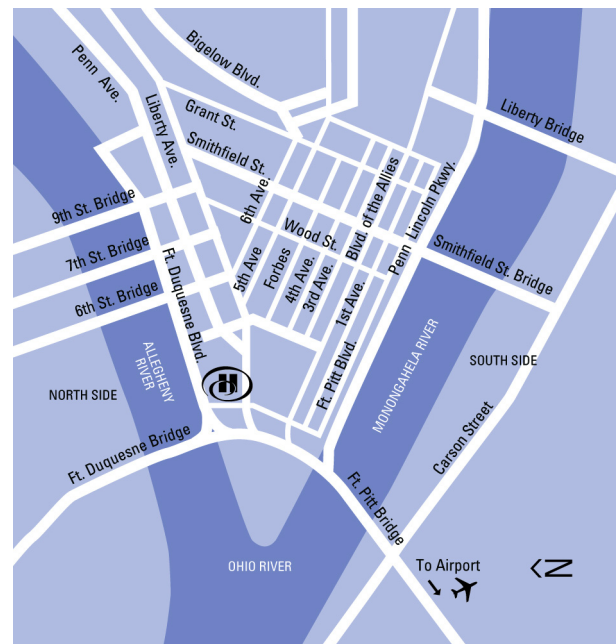 Bigelow Blvd.
Penn Ave.
Liberty Ave.
Grant St.
Smithfield St.
Liberty Bridge
9th St. Bridge
7th St. Bridge
6th St. Bridge
6th Ave.
Wood St.
Blvd. of the Allies
Penn Lincoln Pkwy.
Smithfield St. Bridge
Ft. Duquesne Blvd.
5th Ave
Forbes
4th Ave.
3rd Ave.
1st Ave.
Ft. Pitt Blvd.
ALLEGHENY
RIVER
H
MONONGAHELA RIVER
SOUTH SIDE
NORTH SIDE
Carson Street
Ft. Duquesne Bridge
Ft. Pitt Bridge
OHIO RIVER
To Airport
N